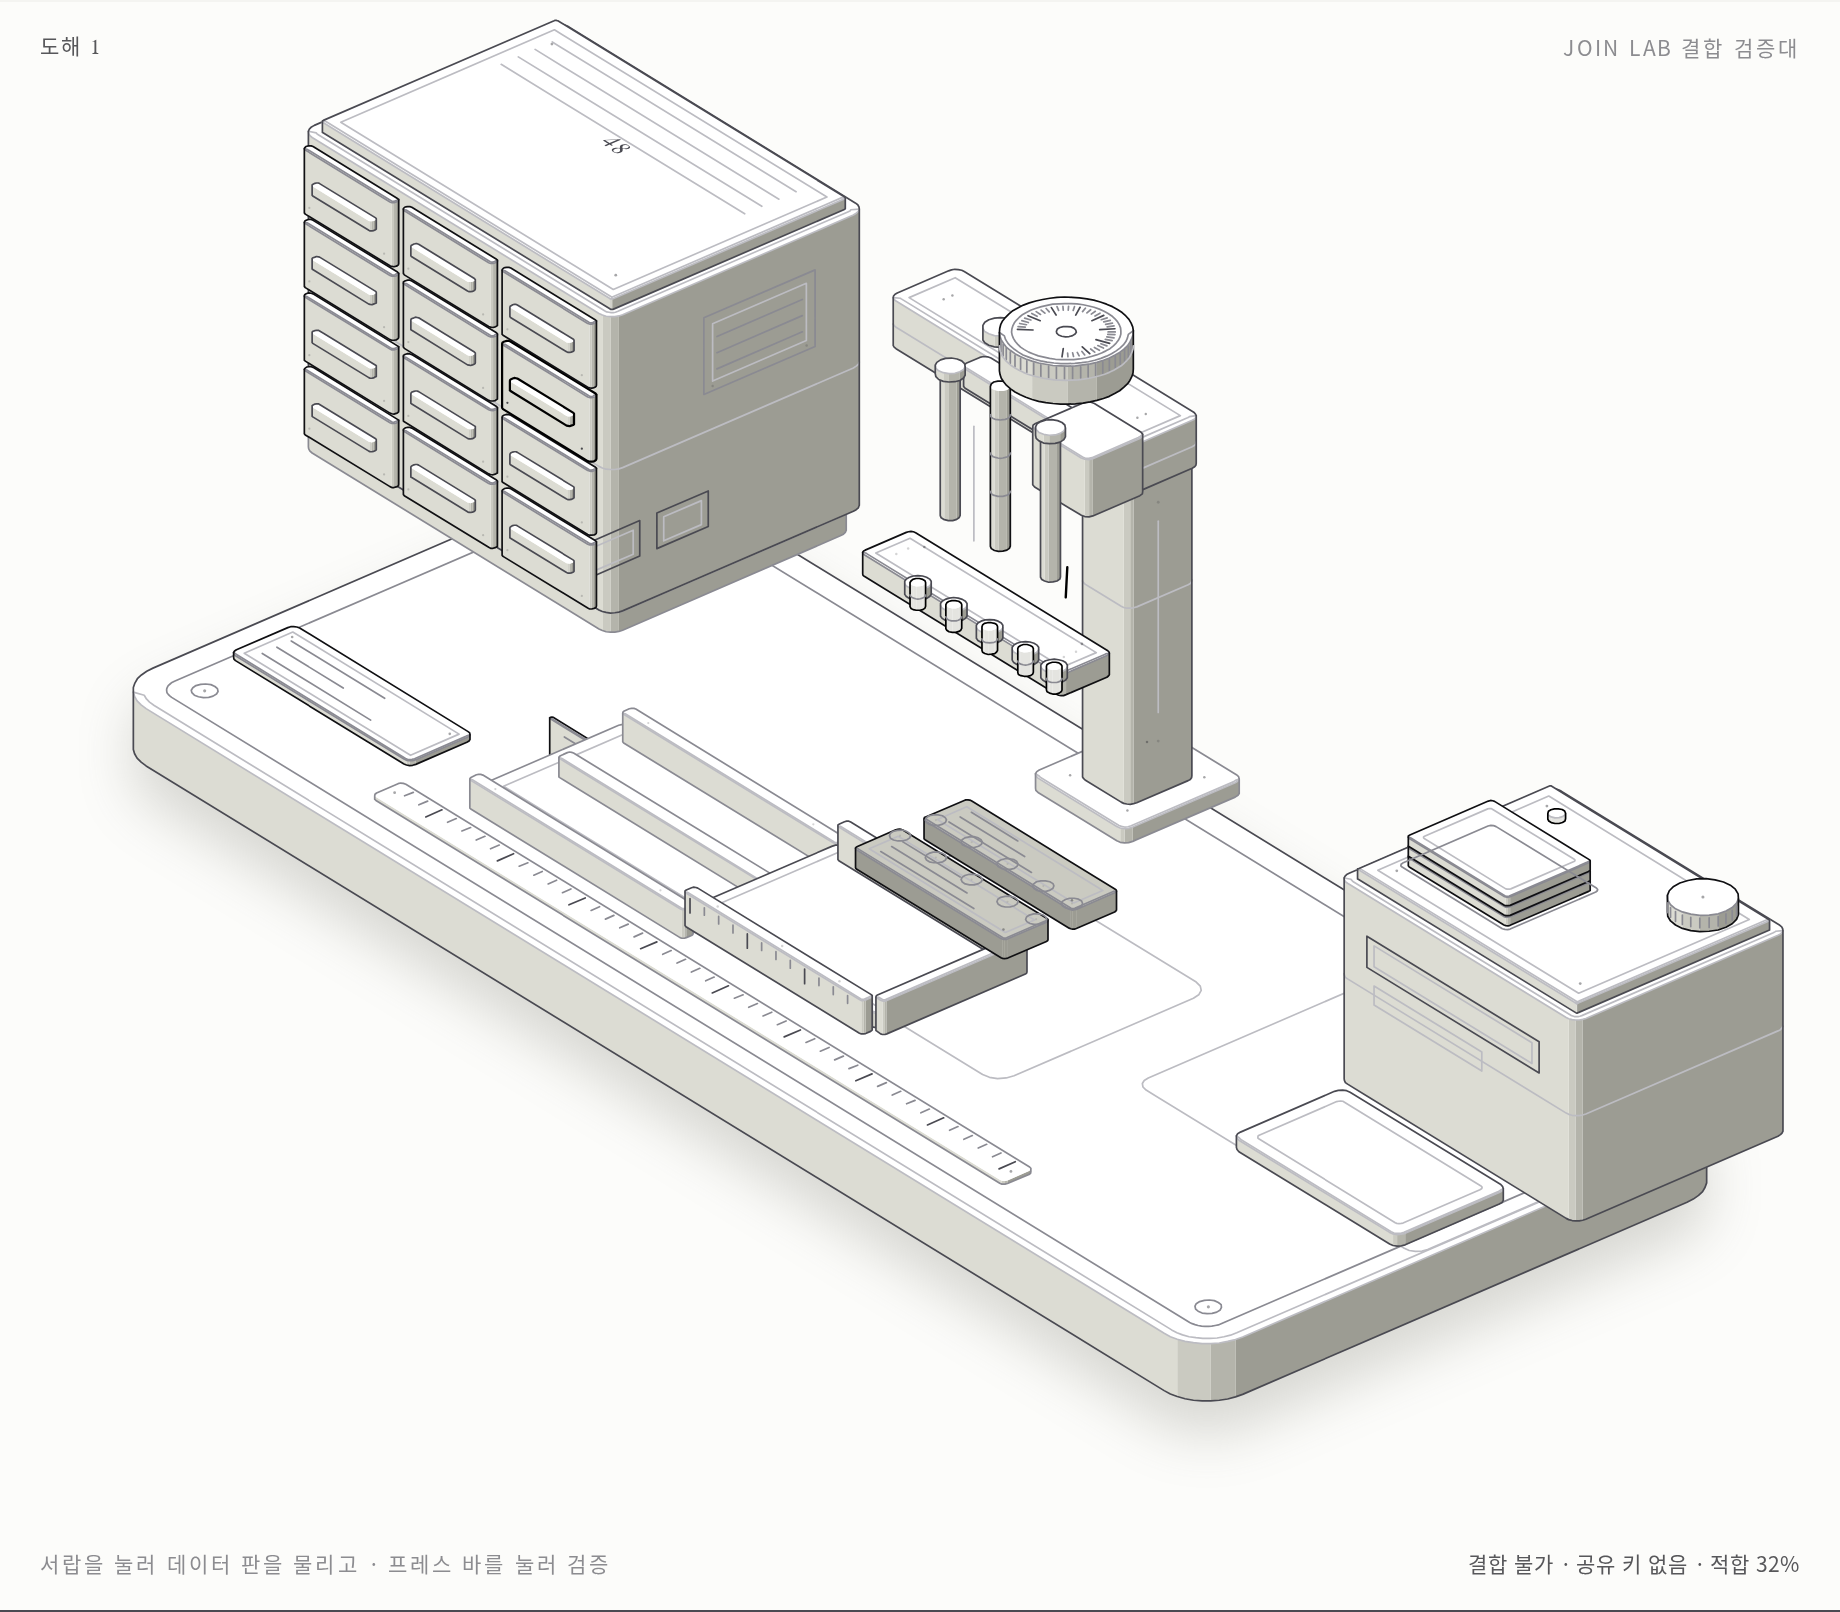 도해 1
JOIN LAB 결합 검증대
48
서랍을 눌러 데이터 판을 물리고 · 프레스 바를 눌러 검증
결합 불가 · 공유 키 없음 · 적합 32%